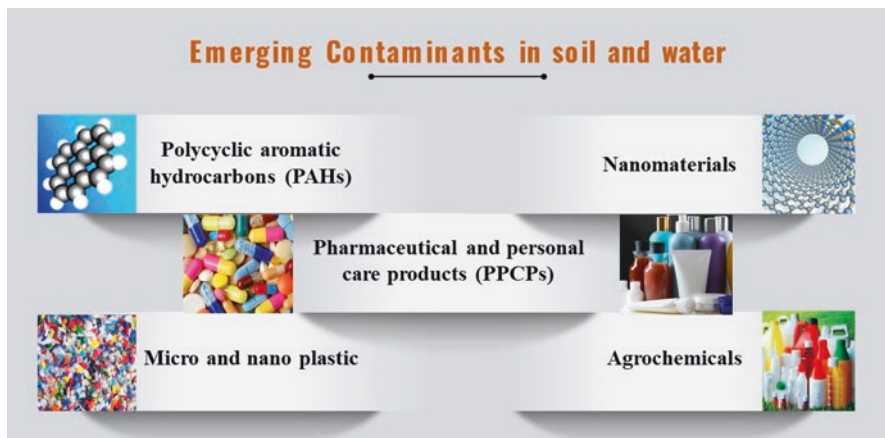 Emerging Contaminants in soil and water
Polycyclic aromatic
hydrocarbons (PAHs)
Nanomaterials
Pharmaceutical and personal
care products (PPCPs)
Micro and nano plastic
Agrochemicals